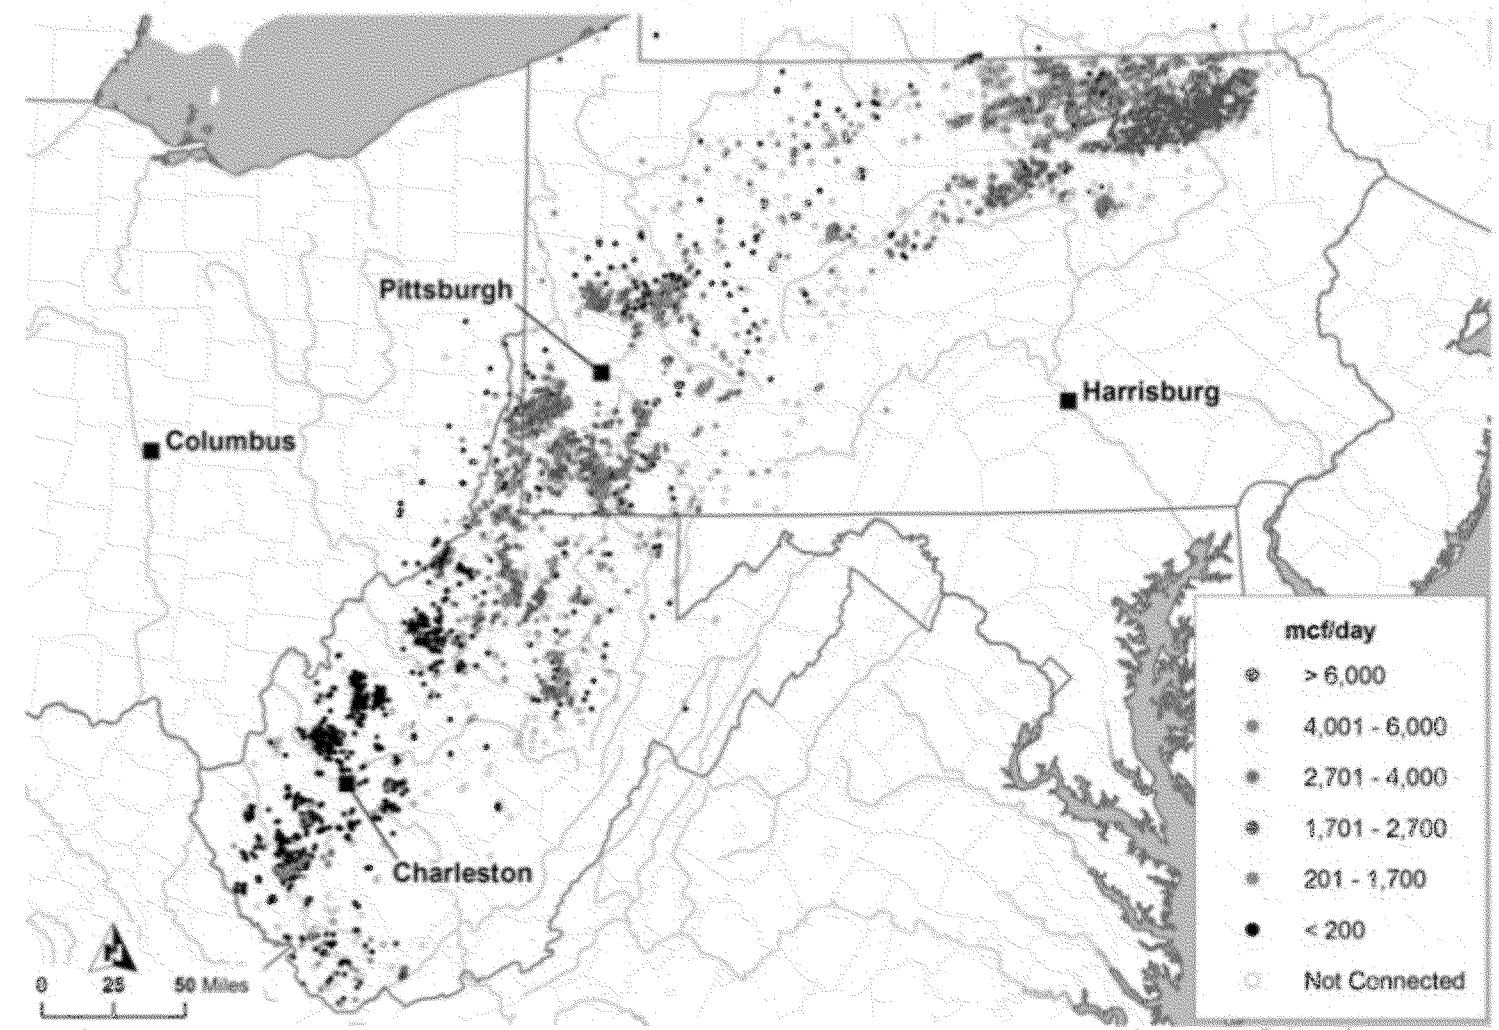 Pittsburgh
Harrisburg
Columbus
Charleston
mcf/day
> 6,000
4,001 - 6,000
2,701 - 4,000
1,701 - 2,700
201 - 1,700
< 200
Not Connected
N
0 25 50 Miles